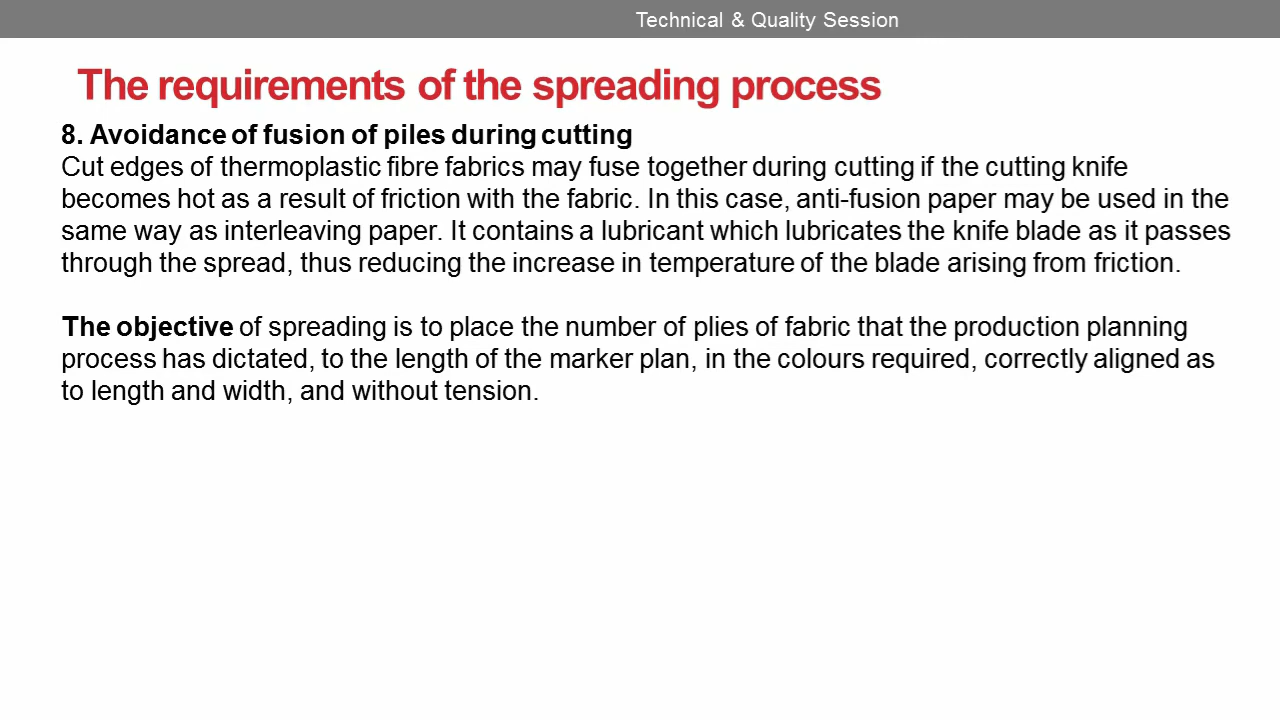 Technical & Quality Session
The requirements of the spreading process
8. Avoidance of fusion of piles during cutting
Cut edges of thermoplastic fibre fabrics may fuse together during cutting if the cutting knife
becomes hot as a result of friction with the fabric. In this case, anti-fusion paper may be used in the
same way as interleaving paper. It contains a lubricant which lubricates the knife blade as it passes
through the spread, thus reducing the increase in temperature of the blade arising from friction.
The objective of spreading is to place the number of plies of fabric that the production planning
process has dictated, to the length of the marker plan, in the colours required, correctly aligned as
to length and width, and without tension.